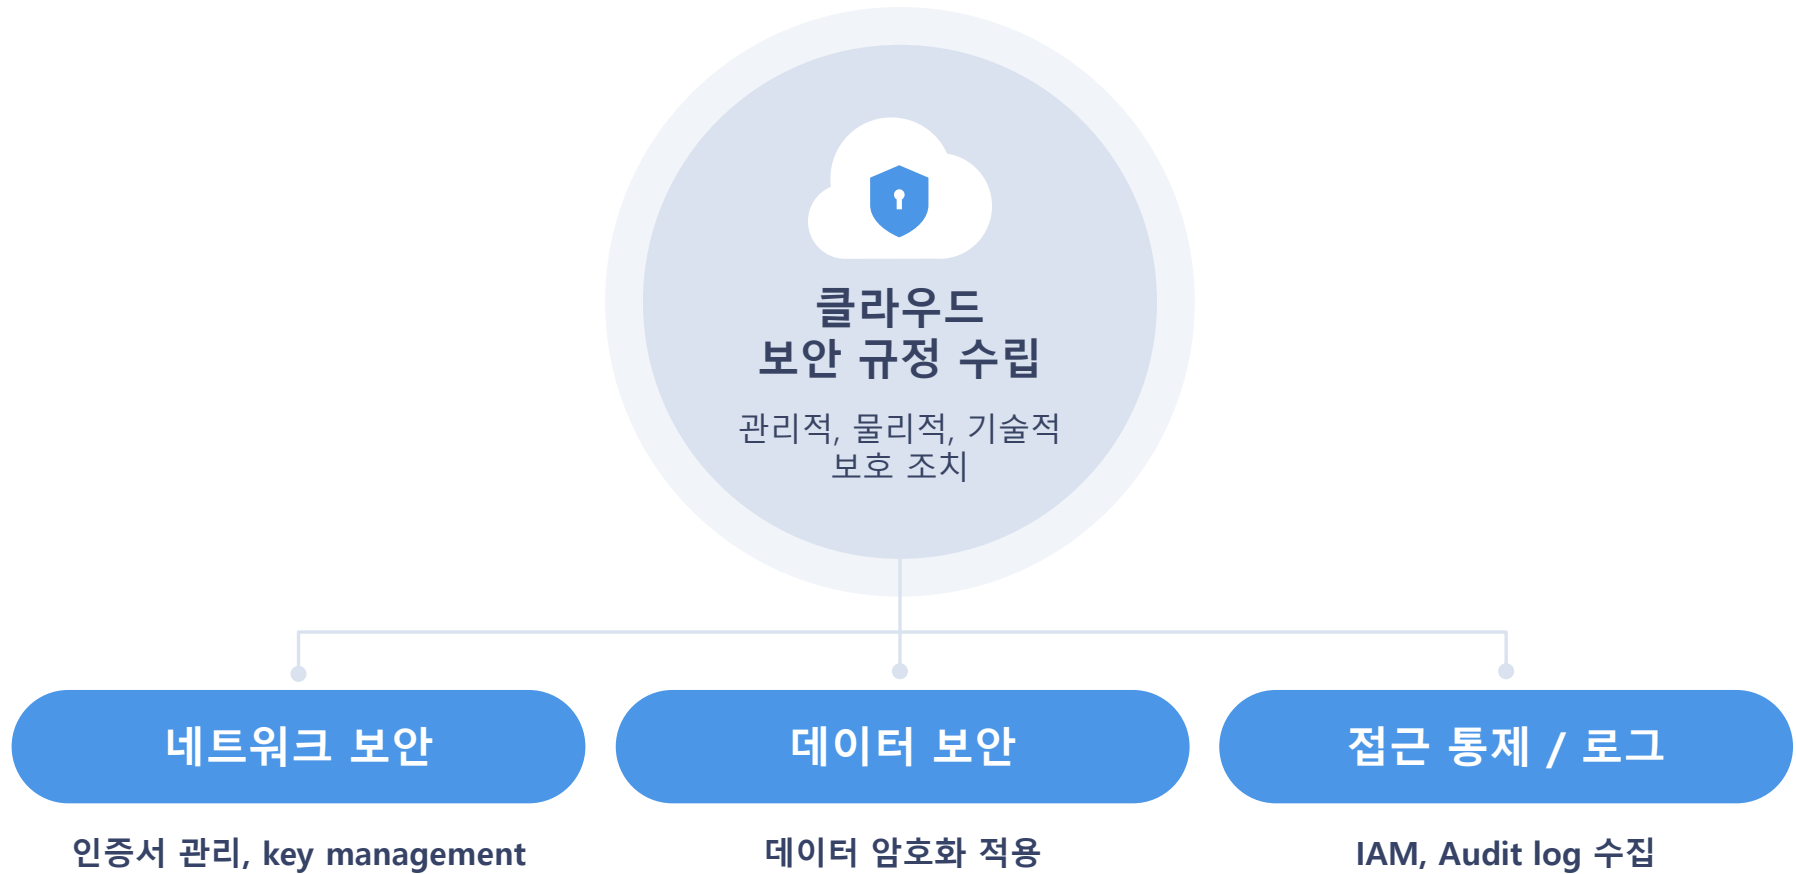 클라우드
보안 규정 수립
관리적, 물리적, 기술적
보호 조치
네트워크 보안
데이터 보안
접근 통제 / 로그
인증서 관리, key management
데이터 암호화 적용
IAM, Audit log 수집